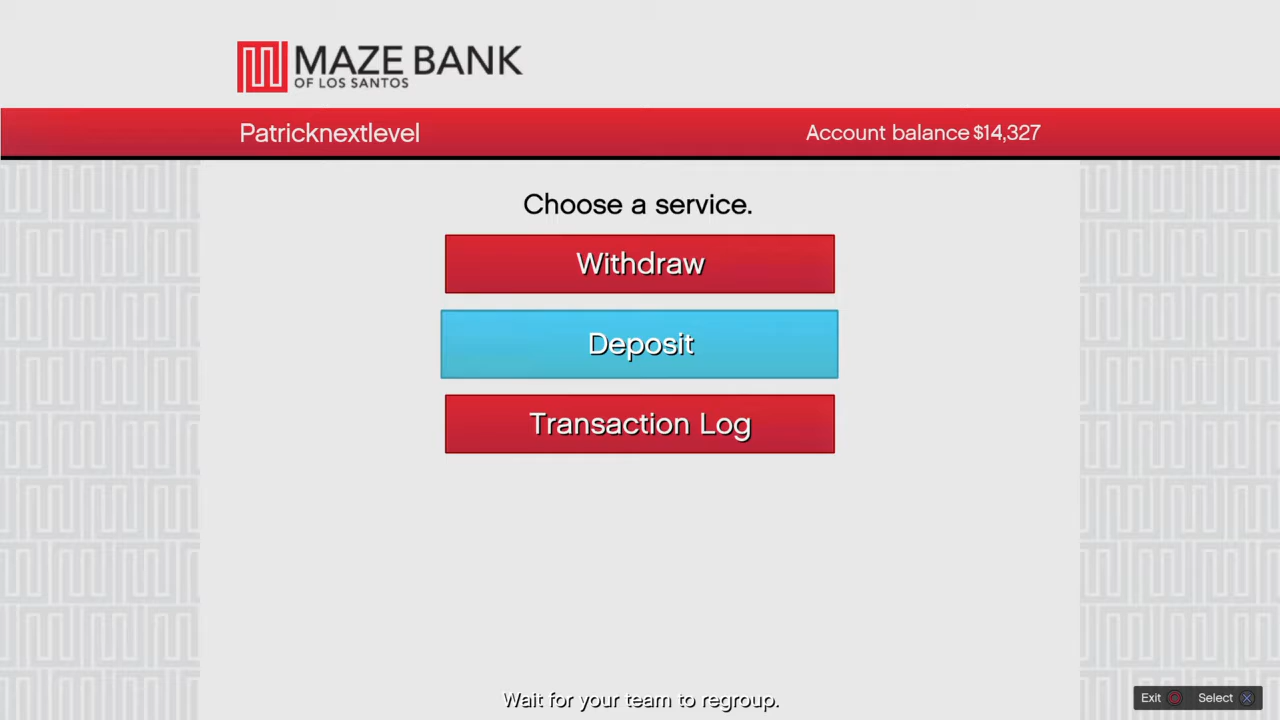 MAZE BANK
OF LOS SANTOS
Patricknextlevel
Account balance $14,327
Choose a service.
Withdraw
Deposit
Transaction Log
Wait for your team to regroup.
Exit
Select